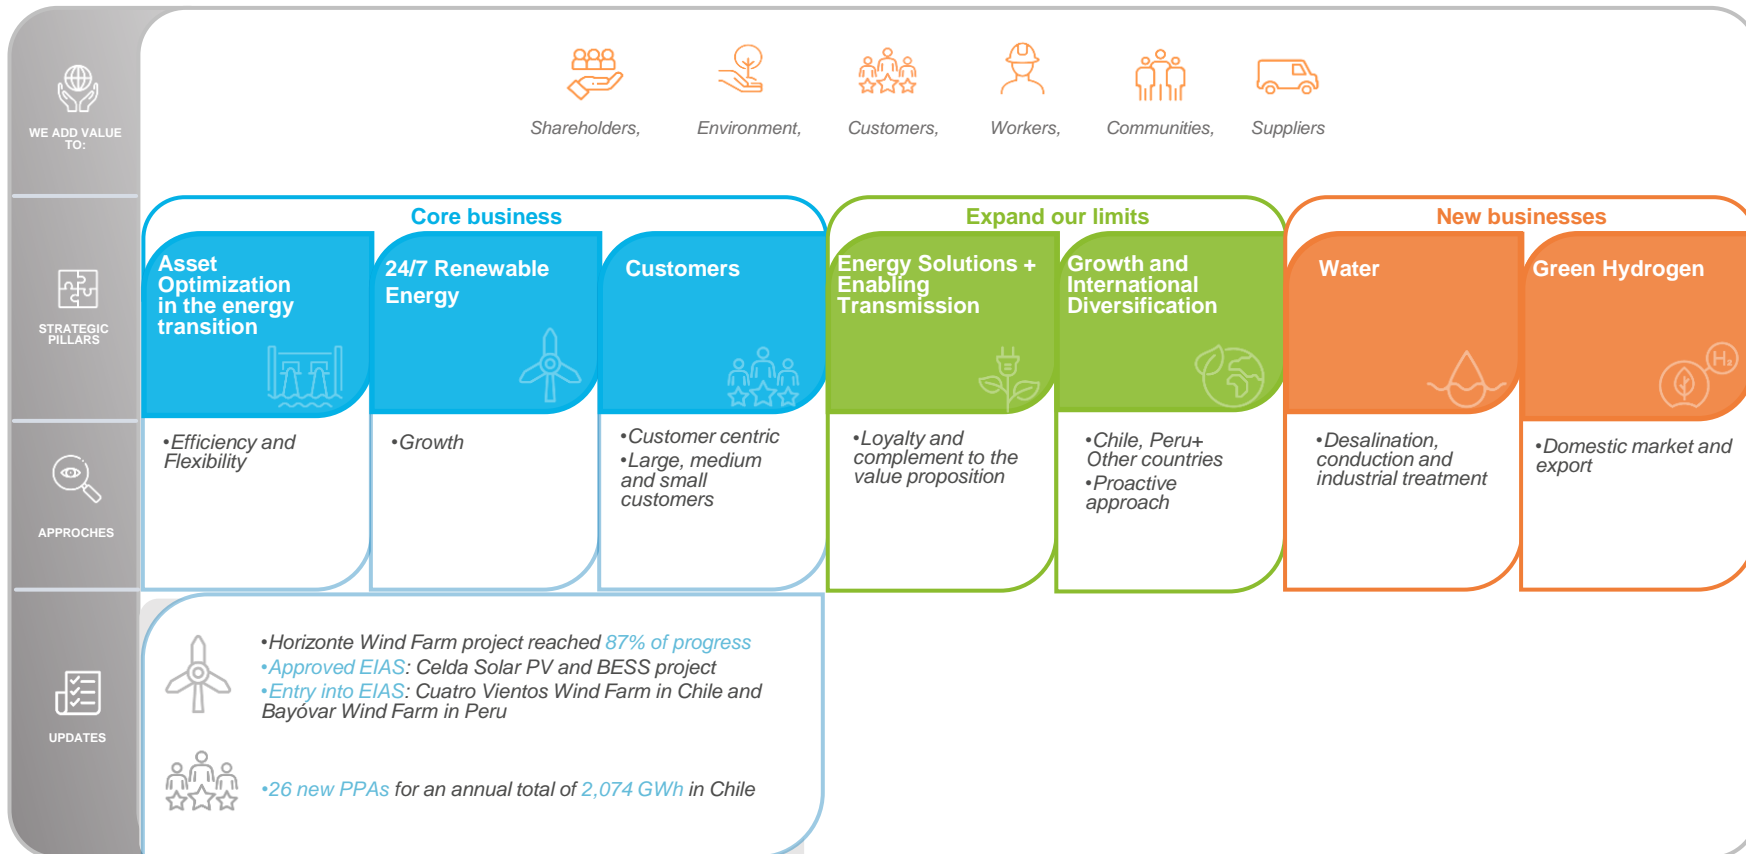 WE ADD VALUE
TO:
Shareholders,
Environment,
Customers,
Workers,
Communities,
Suppliers
STRATEGIC
PILLARS
Core business
Expand our limits
New businesses
Asset
Optimization
in the energy
transition
24/7 Renewable
Energy
Customers
Energy Solutions +
Enabling
Transmission
Growth and
International
Diversification
Water
Green Hydrogen
H₂
APPROCHES
•Efficiency and
Flexibility
•Growth
•Customer centric
•Large, medium
and small
customers
•Loyalty and
complement to the
value proposition
•Chile, Peru+
Other countries
•Proactive
approach
•Desalination,
conduction and
industrial treatment
•Domestic market and
export
UPDATES
•Horizonte Wind Farm project reached 87% of progress
•Approved EIAS: Celda Solar PV and BESS project
•Entry into EIAS: Cuatro Vientos Wind Farm in Chile and
Bayóvar Wind Farm in Peru
•26 new PPAs for an annual total of 2,074 GWh in Chile